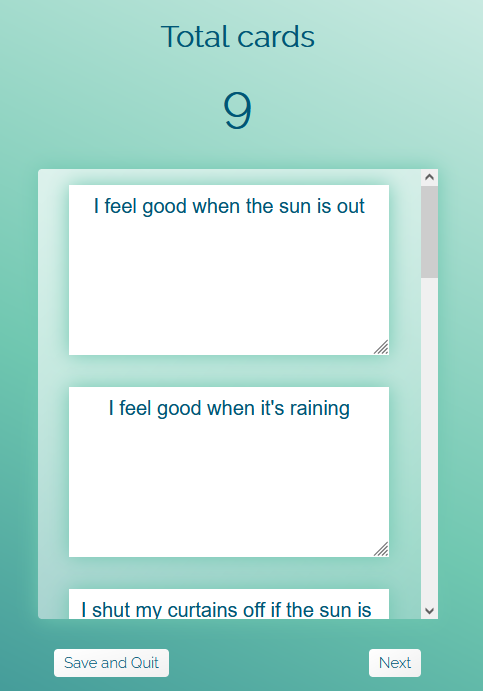 Total cards
9
I feel good when the sun is out
I feel good when it's raining
I shut my curtains off if the sun is
Save and Quit
Next